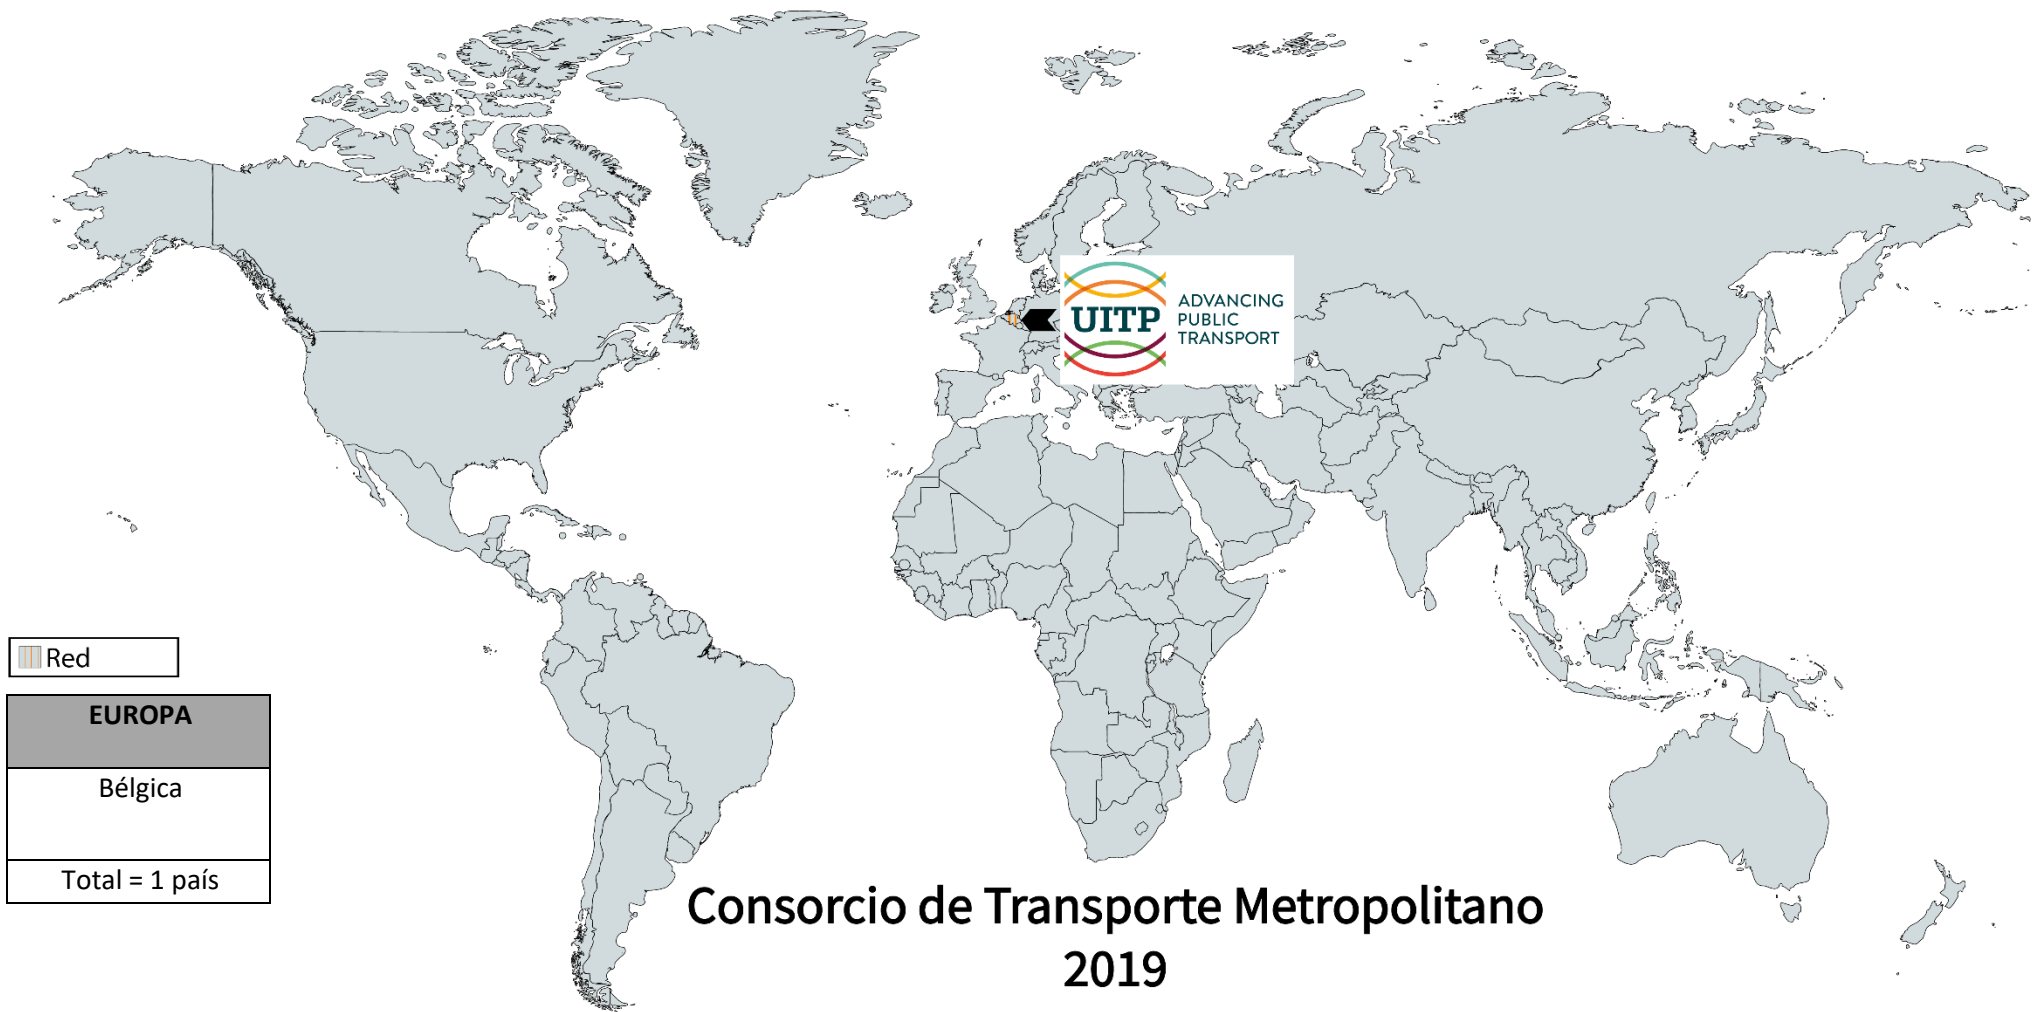 UITP
ADVANCING
PUBLIC
TRANSPORT
Red
EUROPA
Bélgica
Total = 1 país
Consorcio de Transporte Metropolitano
2019